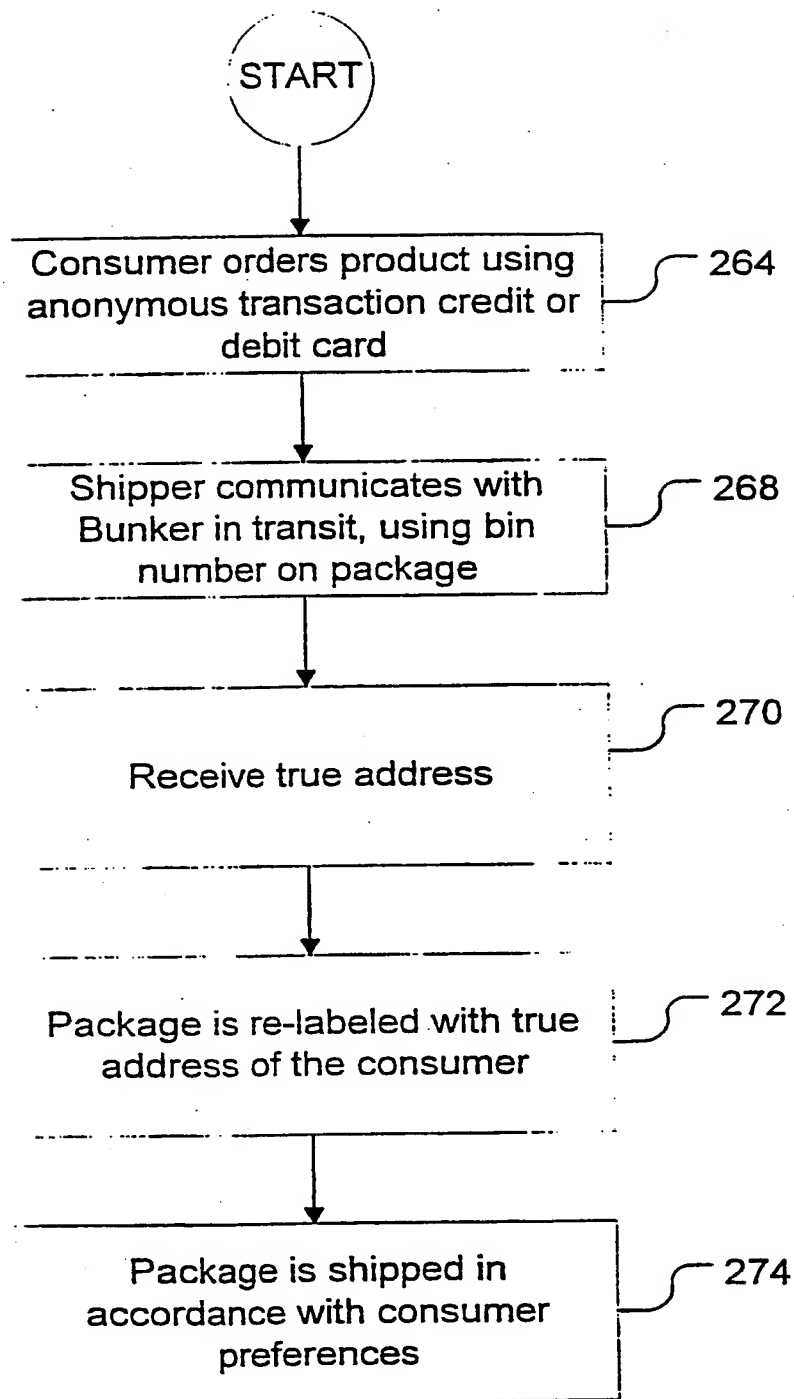 START
Consumer orders product using
anonymous transaction credit or
debit card
264
Shipper communicates with
Bunker in transit, using bin
number on package
268
Receive true address
270
Package is re-labeled with true
address of the consumer
272
Package is shipped in
accordance with consumer
preferences
274